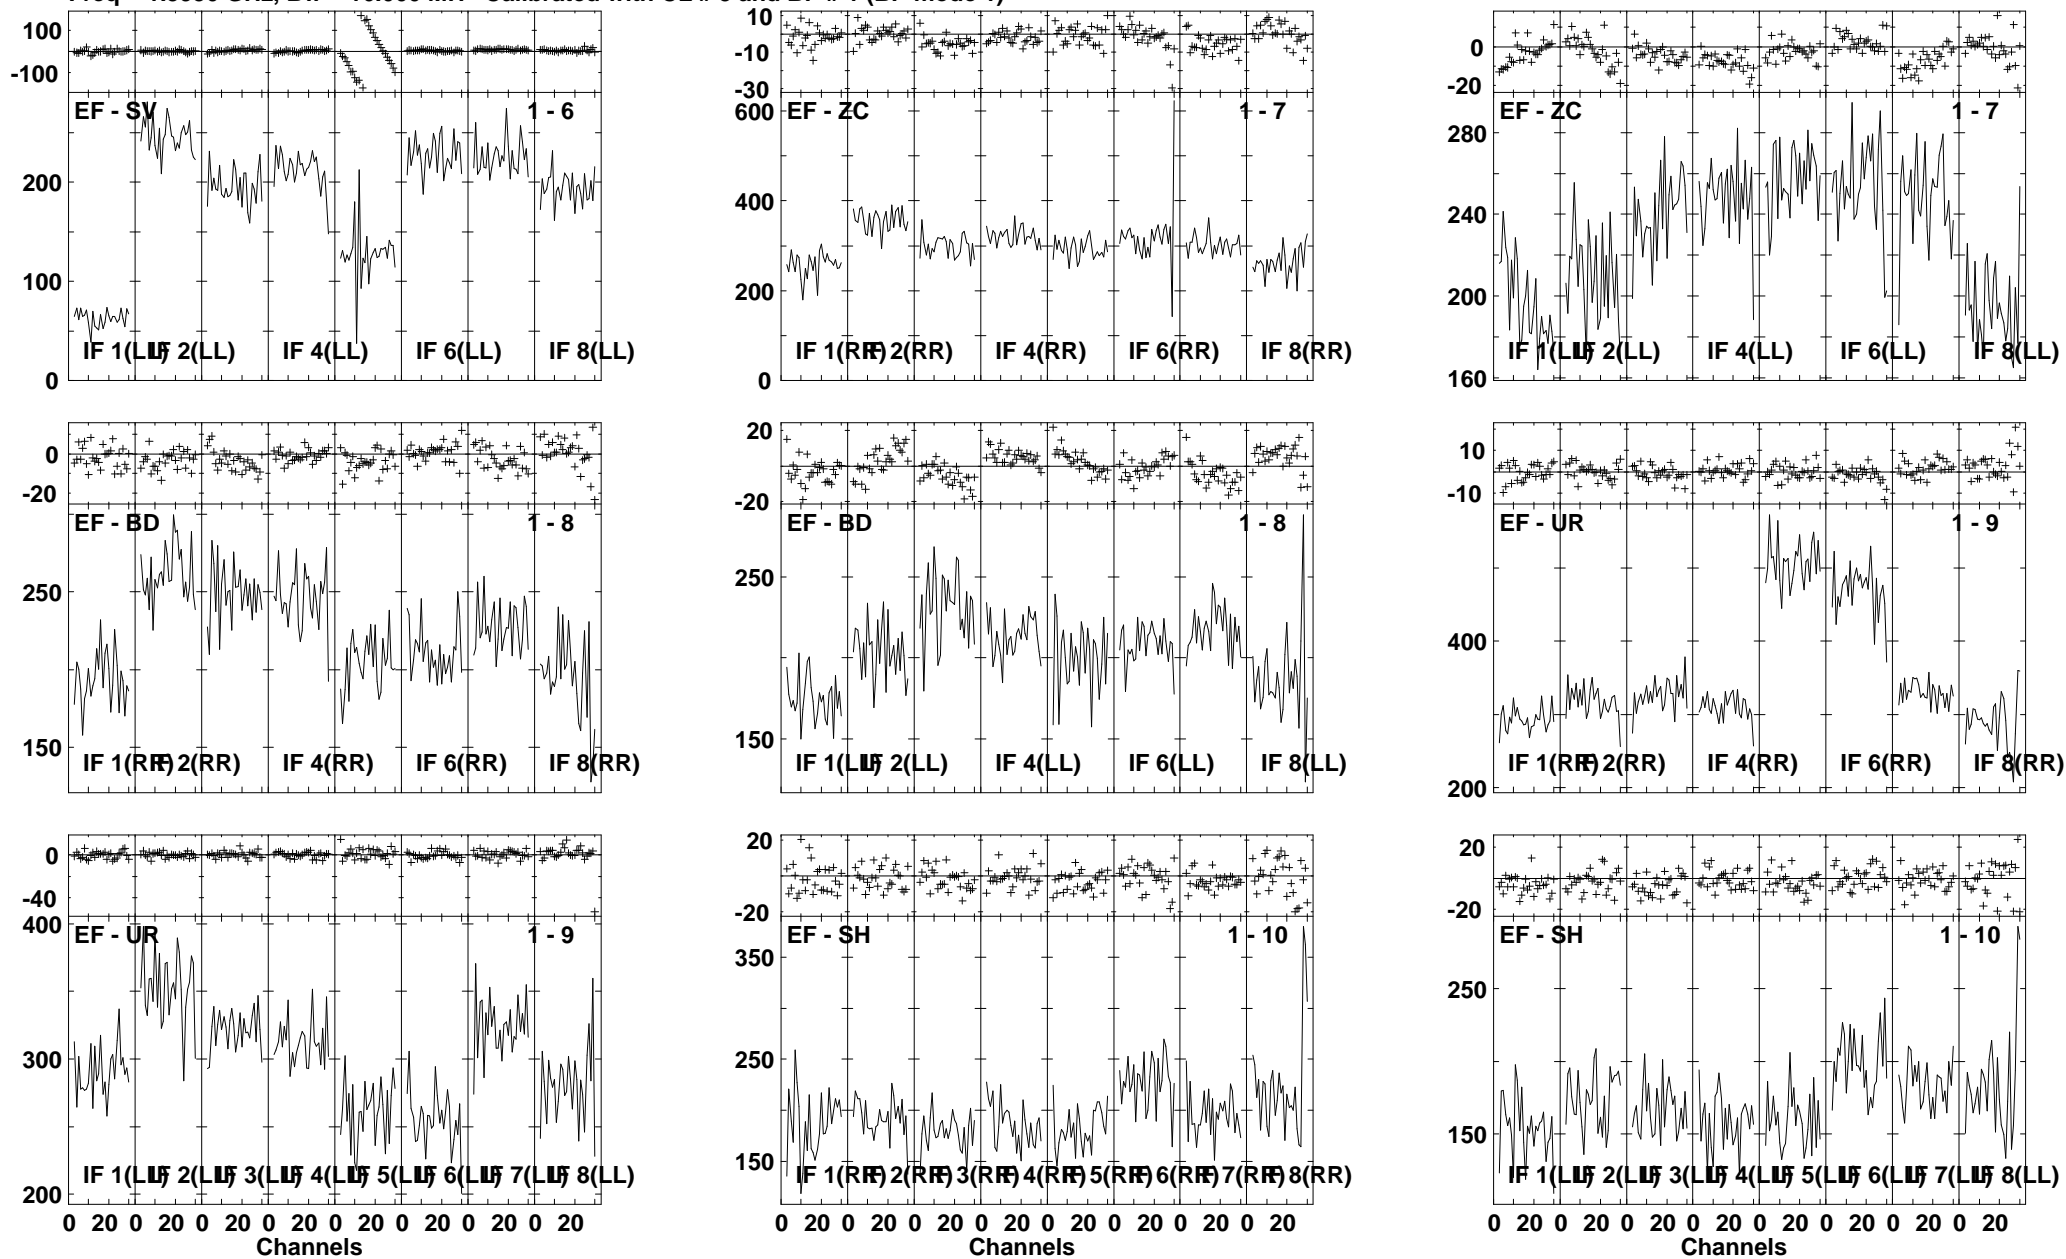 100
-100
EF - SV 1 - 6
200
100
0
IF 1(LL) IF 2(LL) IF 4(LL) IF 6(LL) IF 8(LL)
10
-10
-30
EF - ZC 1 - 7
600
400
200
0
IF 1(RR) IF 2(RR) IF 4(RR) IF 6(RR) IF 8(RR)
0
-20
EF - ZC 1 - 7
280
240
200
160
IF 1(LL) IF 2(LL) IF 4(LL) IF 6(LL) IF 8(LL)
0
-20
EF - BD 1 - 8
250
150
IF 1(RR) IF 2(RR) IF 4(RR) IF 6(RR) IF 8(RR)
20
0
-20
EF - BD 1 - 8
250
150
IF 1(LL) IF 2(LL) IF 4(LL) IF 6(LL) IF 8(LL)
10
-10
EF - UR 1 - 9
400
200
IF 1(RR) IF 2(RR) IF 4(RR) IF 6(RR) IF 8(RR)
0
-40
EF - UR 1 - 9
400
300
200
IF 1(LL) IF 2(LL) IF 3(LL) IF 4(LL) IF 5(LL) IF 6(LL) IF 7(LL) IF 8(LL)
0 20 0 20 0 20 0 20 0 20 0 20 0 20 0 20
Channels
20
0
-20
EF - SH 1 - 10
350
250
150
IF 1(RR) IF 2(RR) IF 3(RR) IF 4(RR) IF 5(RR) IF 6(RR) IF 7(RR) IF 8(RR)
0 20 0 20 0 20 0 20 0 20 0 20 0 20 0 20
Channels
20
0
-20
EF - SH 1 - 10
250
150
IF 1(LL) IF 2(LL) IF 3(LL) IF 4(LL) IF 5(LL) IF 6(LL) IF 7(LL) IF 8(LL)
0 20 0 20 0 20 0 20 0 20 0 20 0 20 0 20
Channels